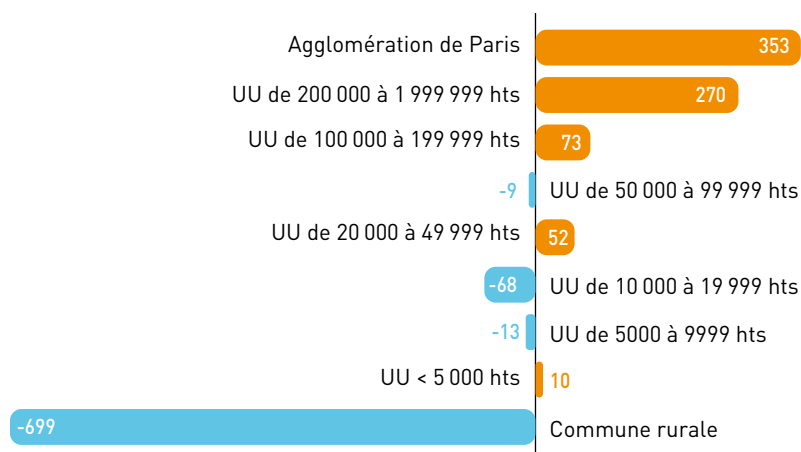 Agglomération de Paris 353
UU de 200 000 à 1 999 999 hts 270
UU de 100 000 à 199 999 hts 73
-9 UU de 50 000 à 99 999 hts
UU de 20 000 à 49 999 hts 52
-68 UU de 10 000 à 19 999 hts
-13 UU de 5000 à 9999 hts
UU < 5 000 hts 10
-699 Commune rurale